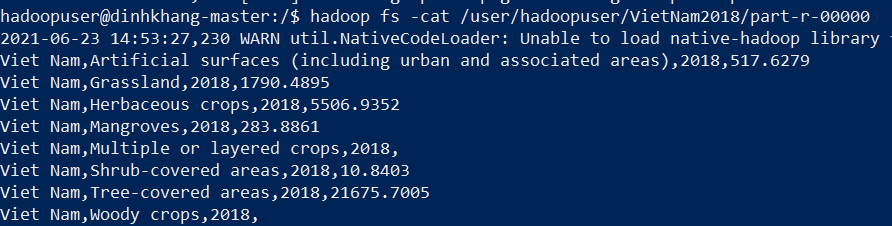 hadoopuser@dinhkhang-master:/$ hadoop fs -cat /user/hadoopuser/VietNam2018/part-r-00000
2021-06-23 14:53:27,230 WARN util.NativeCodeLoader: Unable to load native-hadoop library
Viet Nam,Artificial surfaces (including urban and associated areas),2018,517.6279
Viet Nam,Grassland,2018,1790.4895
Viet Nam,Herbaceous crops,2018,5506.9352
Viet Nam,Mangroves,2018,283.8861
Viet Nam,Multiple or layered crops,2018,
Viet Nam,Shrub-covered areas,2018,10.8403
Viet Nam,Tree-covered areas,2018,21675.7005
Viet Nam,Woody crops,2018,